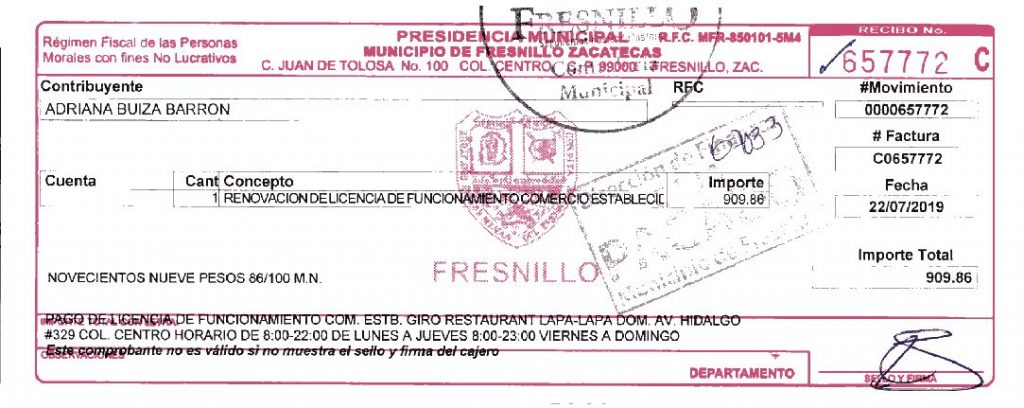 Régimen Fiscal de las Personas
Morales con fines No Lucrativos
PRESIDENCIA MUNICIPAL R.F.C. MFR-850101-5M4
MUNICIPIO DE FRESNILLO ZACATECAS
C. JUAN DE TOLOSA No. 100 COL. CENTRO C.P. 99000 FRESNILLO, ZAC.
RECIBO No.
657772 C
FRESNILLO
Municipal
Contribuyente
RFC
#Movimiento
ADRIANA BUIZA BARRON
0000657772
# Factura
C0657772
Cuenta Cant Concepto Importe
1 RENOVACION DE LICENCIA DE FUNCIONAMIENTO COMERCIO ESTABLECID 909.86
Fecha
22/07/2019
PAGADO
Importe Total
909.86
NOVECIENTOS NUEVE PESOS 86/100 M.N.
FRESNILLO
PAGO DE LICENCIA DE FUNCIONAMIENTO COM. ESTB. GIRO RESTAURANT LAPA-LAPA DOM. AV. HIDALGO
#329 COL. CENTRO HORARIO DE 8:00-22:00 DE LUNES A JUEVES 8:00-23:00 VIERNES A DOMINGO
Este comprobante no es válido si no muestra el sello y firma del cajero
OBSERVACIONES
DEPARTAMENTO
SELLO Y FIRMA